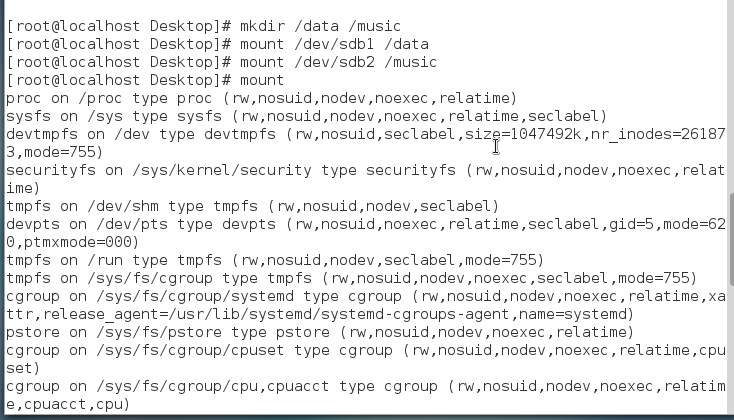 [root@localhost Desktop]# mkdir /data /music
[root@localhost Desktop]# mount /dev/sdb1 /data
[root@localhost Desktop]# mount /dev/sdb2 /music
[root@localhost Desktop]# mount
proc on /proc type proc (rw,nosuid,nodev,noexec,relatime)
sysfs on /sys type sysfs (rw,nosuid,nodev,noexec,relatime,seclabel)
devtmpfs on /dev type devtmpfs (rw,nosuid,seclabel,size=1047492k,nr_inodes=26187
3,mode=755)
securityfs on /sys/kernel/security type securityfs (rw,nosuid,nodev,noexec,relat
ime)
tmpfs on /dev/shm type tmpfs (rw,nosuid,nodev,seclabel)
devpts on /dev/pts type devpts (rw,nosuid,noexec,relatime,seclabel,gid=5,mode=62
0,ptmxmode=000)
tmpfs on /run type tmpfs (rw,nosuid,nodev,seclabel,mode=755)
tmpfs on /sys/fs/cgroup type tmpfs (rw,nosuid,nodev,noexec,seclabel,mode=755)
cgroup on /sys/fs/cgroup/systemd type cgroup (rw,nosuid,nodev,noexec,relatime,xa
ttr,release_agent=/usr/lib/systemd/systemd-cgroups-agent,name=systemd)
pstore on /sys/fs/pstore type pstore (rw,nosuid,nodev,noexec,relatime)
cgroup on /sys/fs/cgroup/cpuset type cgroup (rw,nosuid,nodev,noexec,relatime,cpu
set)
cgroup on /sys/fs/cgroup/cpu,cpuacct type cgroup (rw,nosuid,nodev,noexec,relatim
e,cpuacct,cpu)